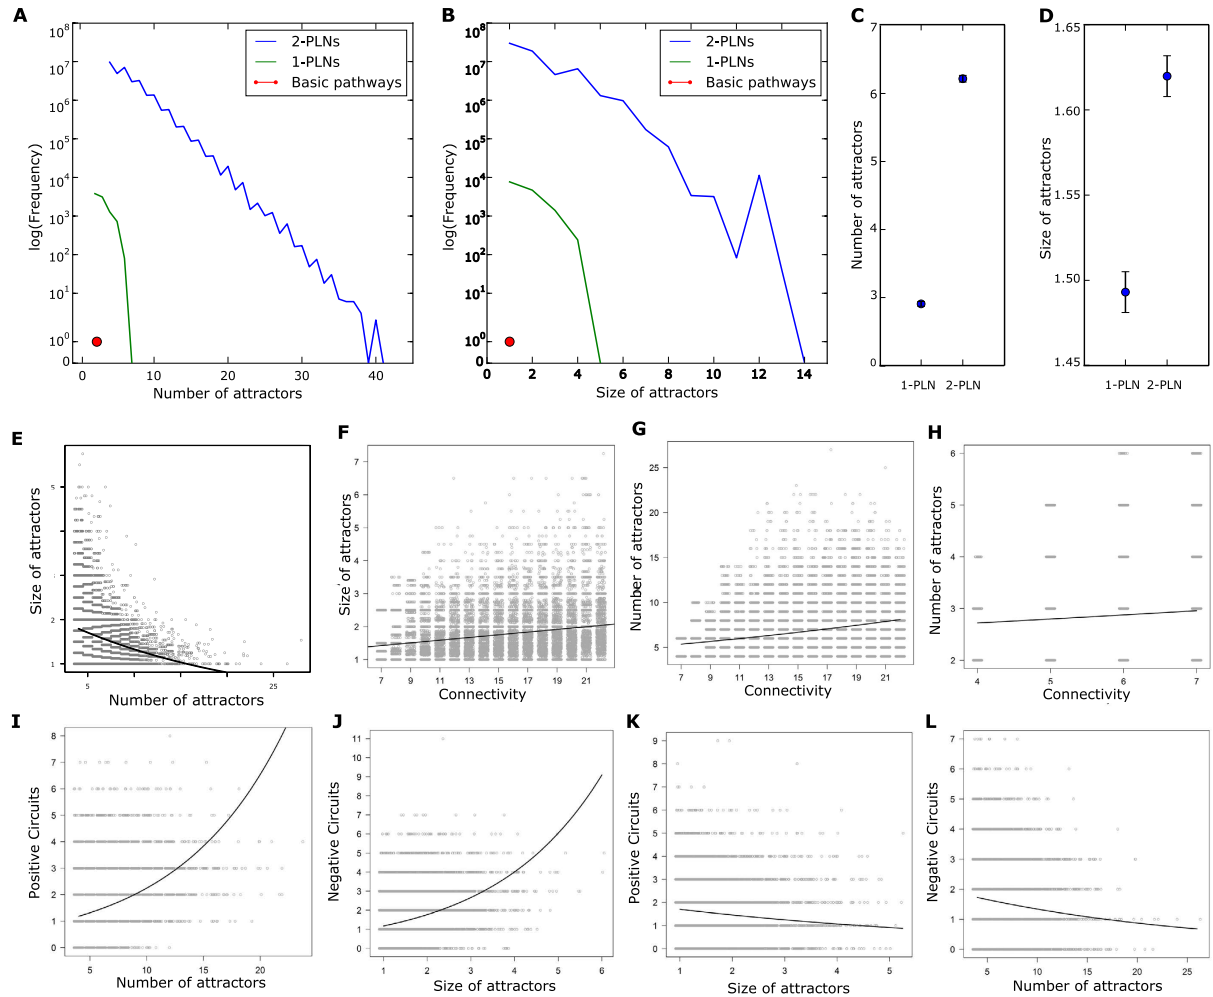 A
10^8
10^7
10^6
10^5
10^4
10^3
10^2
10^1
10^0
0
log(Frequency)
2-PLNs
1-PLNs
Basic pathways
0 10 20 30 40
Number of attractors
B
10^8
10^7
10^6
10^5
10^4
10^3
10^2
10^1
10^0
0
log(Frequency)
2-PLNs
1-PLNs
Basic pathways
0 2 4 6 8 10 12 14
Size of attractors
C
7
6
6
4
3
0
Number of attractors
1-PLN 2-PLN
D
1.65
1.60
1.55
1.50
1.45
Size of attractors
1-PLN 2-PLN
E
5
2
1
Size of attractors
5 25
Number of attractors
F
7
6
5
4
3
2
1
Size of attractors
7 9 11 13 15 17 19 21
Connectivity
G
25
20
15
10
5
Number of attractors
7 9 11 13 15 17 19 21
Connectivity
H
6
5
4
3
2
Number of attractors
4 5 6 7
Connectivity
I
8
7
6
5
4
3
2
1
0
Positive Circuits
5 10 15 20
Number of attractors
J
11
10
9
8
7
6
5
4
3
2
1
0
Negative Circuits
1 2 3 4 5 6
Size of attractors
K
9
8
7
6
5
4
3
2
1
0
Positive Circuits
1 2 3 4 5
Size of attractors
L
7
6
5
4
3
2
1
0
Negative Circuits
5 10 15 20 25
Number of attractors